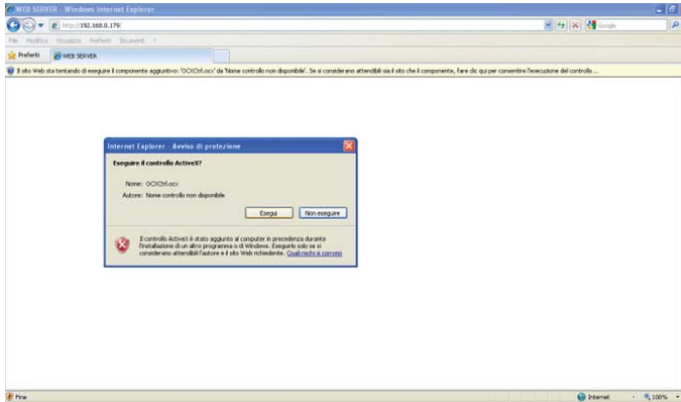 WEB SERVER - Windows Internet Explorer
http://192.168.0.179/
Google
File Modifica Visualizza Preferiti Strumenti ?
Preferiti WEB SERVER
Il sito Web sta tentando di eseguire il componente aggiuntivo: 'OCXCtrl.ocx' da 'Nome controllo non disponibile'. Se si considerano attendibili sia il sito che il componente, fare clic qui per consentire l'esecuzione del controllo...
Internet Explorer - Avviso di protezione
Eseguire il controllo ActiveX?
Nome: OCXCtrl.ocx
Autore: Nome controllo non disponibile
Esegui Non eseguire
Il controllo ActiveX è stato aggiunto al computer in precedenza durante
l'installazione di un altro programma o di Windows. Eseguirlo solo se si
considerano attendibili l'autore e il sito Web richiedente. Quali rischi si corrono
Fine Internet 100%